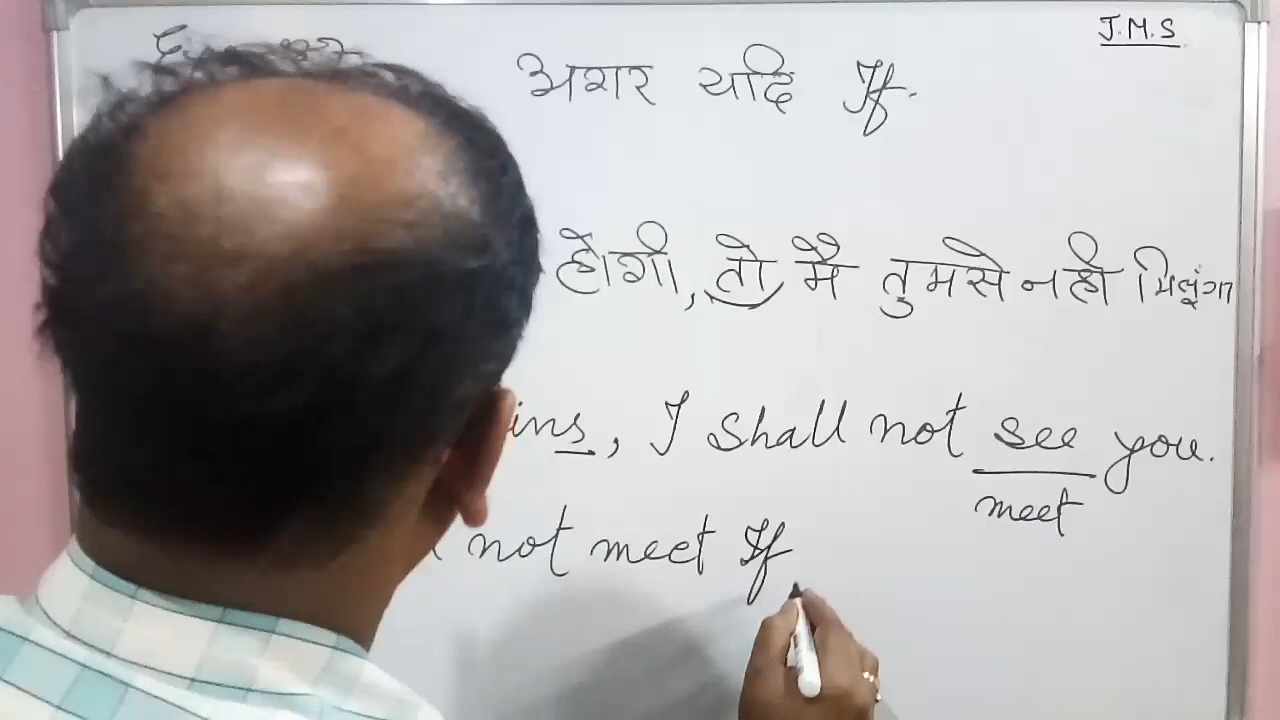 J.M.S
अगर यदि If.
होगी, तो मै तुमसे नही मिलूंगा
ins, I shall not see you.
meet
not meet If